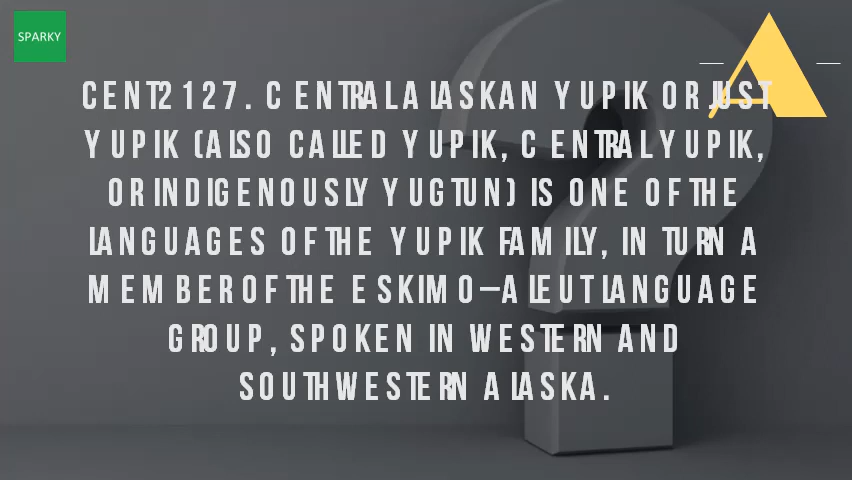 SPARKY
A
CENT2127. CENTRAL ALASKAN YUPIK OR JUST
YUPIK (ALSO CALLED YUPIK, CENTRAL YUPIK,
OR INDIGENOUSLY YUGTUN) IS ONE OF THE
LANGUAGES OF THE YUPIK FAMILY, IN TURN A
MEMBER OF THE ESKIMO–ALEUT LANGUAGE
GROUP, SPOKEN IN WESTERN AND
SOUTHWESTERN ALASKA.